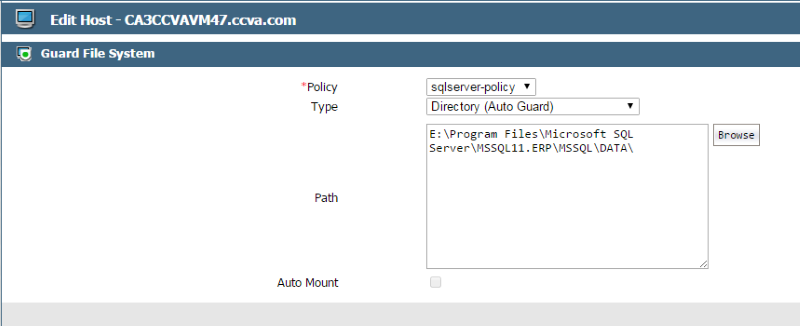 Edit Host - CA3CCVAVM47.ccva.com
Guard File System
*Policy sqlserver-policy
Type Directory (Auto Guard)
E:\Program Files\Microsoft SQL
Server\MSSQL11.ERP\MSSQL\DATA\
Browse
Path
Auto Mount